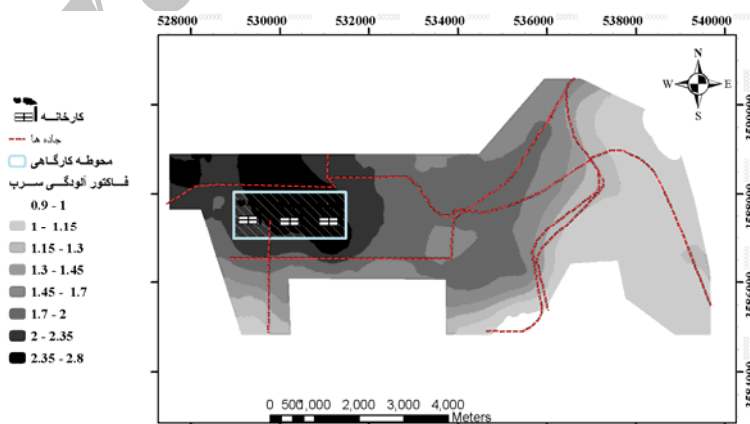 528000 530000 532000 534000 536000 538000 540000
N
W E
S
کارخانه
جاده ها
محوطه کارگاهی
فاکتور آلودگی سرب
0.9 - 1
1 - 1.15
1.15 - 1.3
1.3 - 1.45
1.45 - 1.7
1.7 - 2
2 - 2.35
2.35 - 2.8
0 500 1,000 2,000 3,000 4,000
Meters